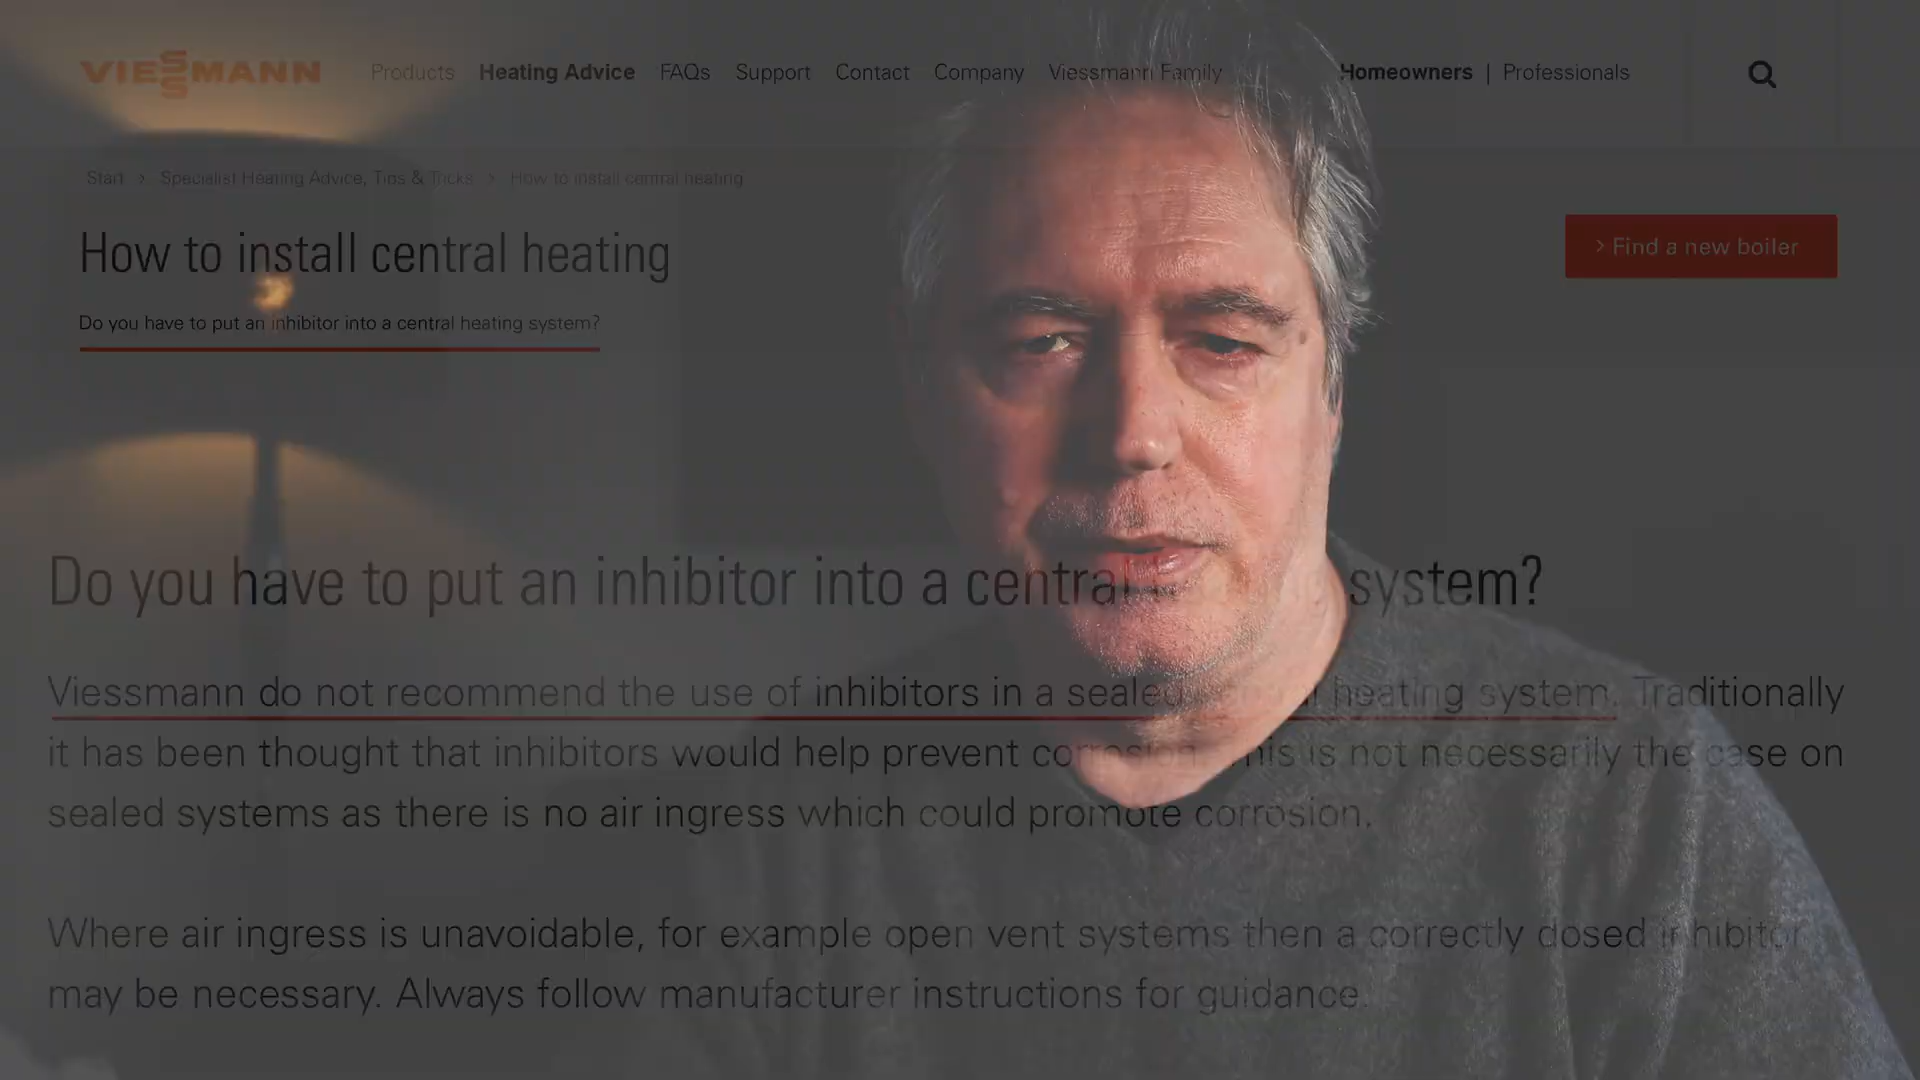 VIESSMANN Products Heating Advice FAQs Support Contact Company Viessmann Family Homeowners | Professionals
Start > Specialist Heating Advice, Tips & Tricks > How to install central heating
How to install central heating
> Find a new boiler
Do you have to put an inhibitor into a central heating system?
Do you have to put an inhibitor into a central system?
Viessmann do not recommend the use of inhibitors in a sealed heating system. Traditionally
it has been thought that inhibitors would help prevent corrosion. This is not necessarily the case on
sealed systems as there is no air ingress which could promote corrosion.
Where air ingress is unavoidable, for example open vent systems then a correctly dosed inhibitor
may be necessary. Always follow manufacturer instructions for guidance.